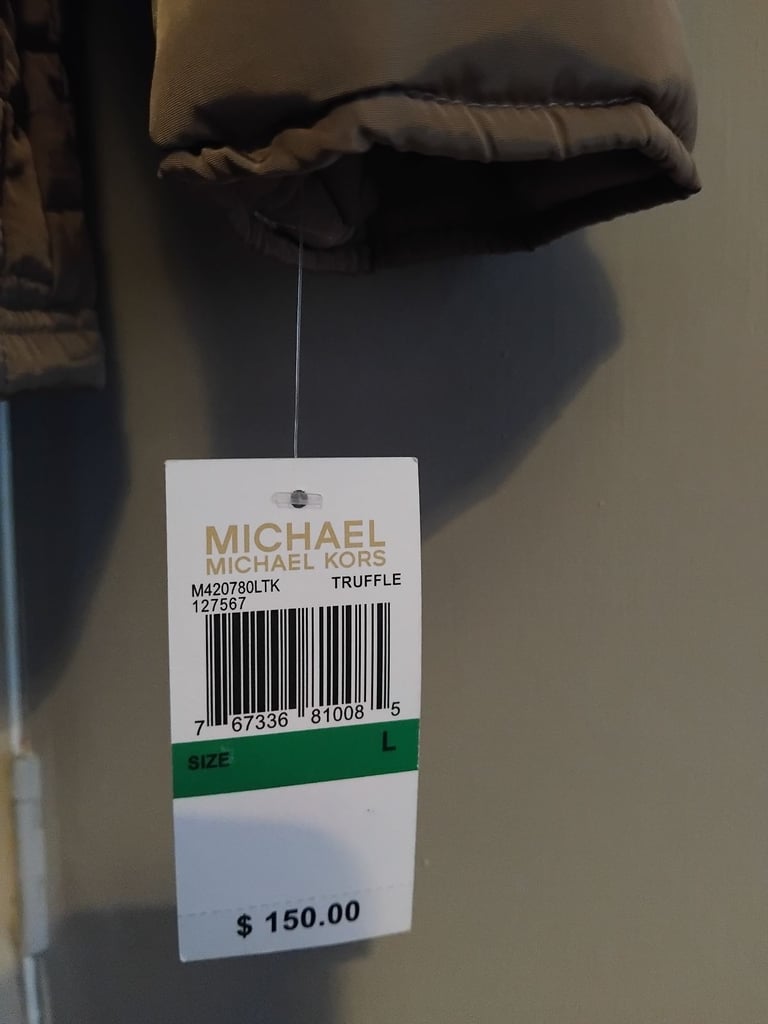 MICHAEL
MICHAEL KORS
M420780LTK TRUFFLE
127567
7 67336 81008 5
SIZE L
$ 150.00